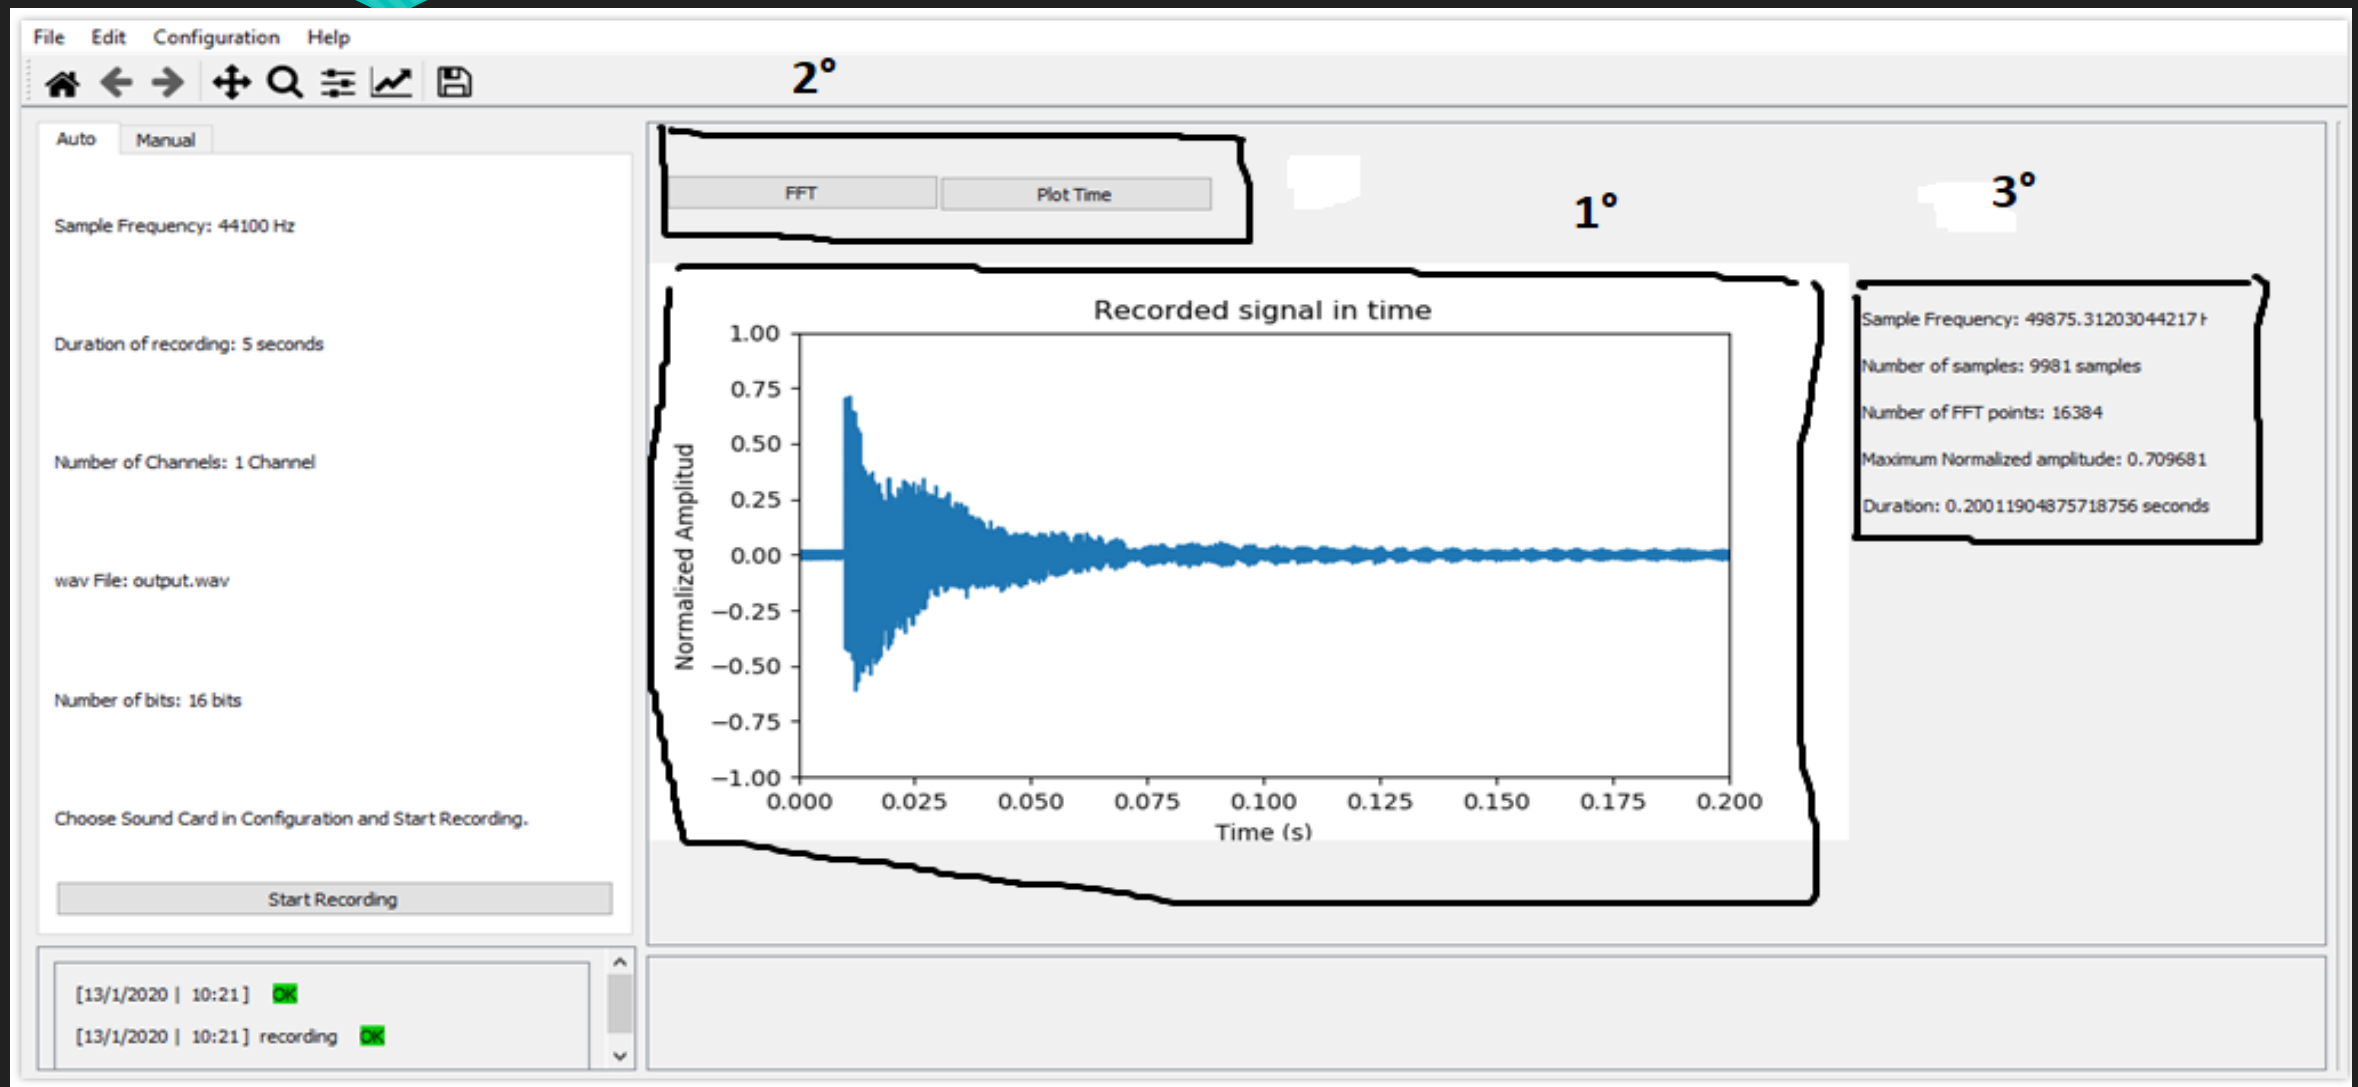 File Edit Configuration Help
2°
Auto Manual
Sample Frequency: 44100 Hz
Duration of recording: 5 seconds
Number of Channels: 1 Channel
wav File: output.wav
Number of bits: 16 bits
Choose Sound Card in Configuration and Start Recording.
Start Recording
[13/1/2020 | 10:21] OK
[13/1/2020 | 10:21] recording OK
FFT Plot Time
1°
3°
Recorded signal in time
Normalized Amplitud
1.00
0.75
0.50
0.25
0.00
−0.25
−0.50
−0.75
−1.00
0.000 0.025 0.050 0.075 0.100 0.125 0.150 0.175 0.200
Time (s)
Sample Frequency: 49875.31203044217
Number of samples: 9981 samples
Number of FFT points: 16384
Maximum Normalized amplitude: 0.709681
Duration: 0.20011904875718756 seconds